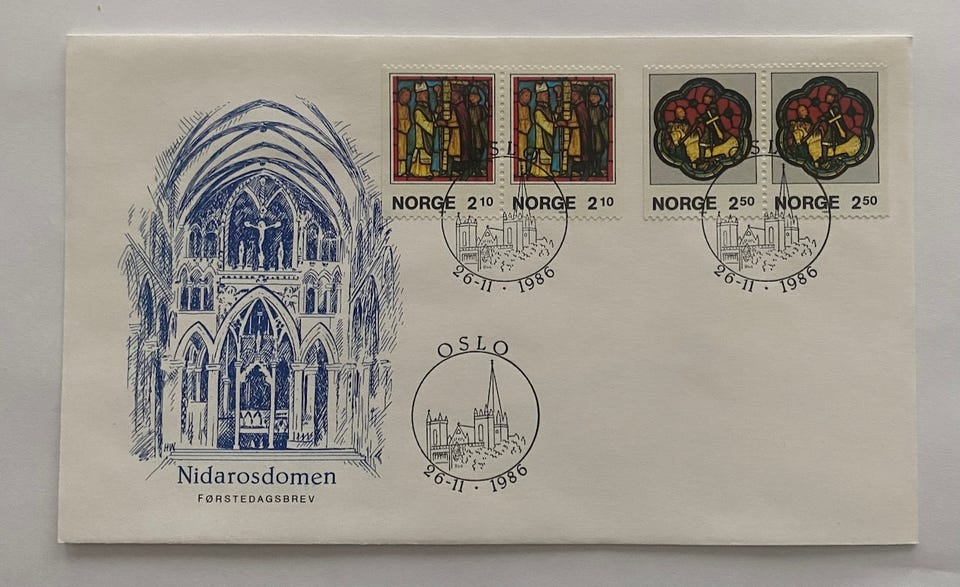 NORGE 2 10
NORGE 2 10
NORGE 2 50
NORGE 2 50
OSLO
26-11 · 1986
OSLO
26-11 · 1986
OSLO
26-11 · 1986
Nidarosdomen
FØRSTEDAGSBREV